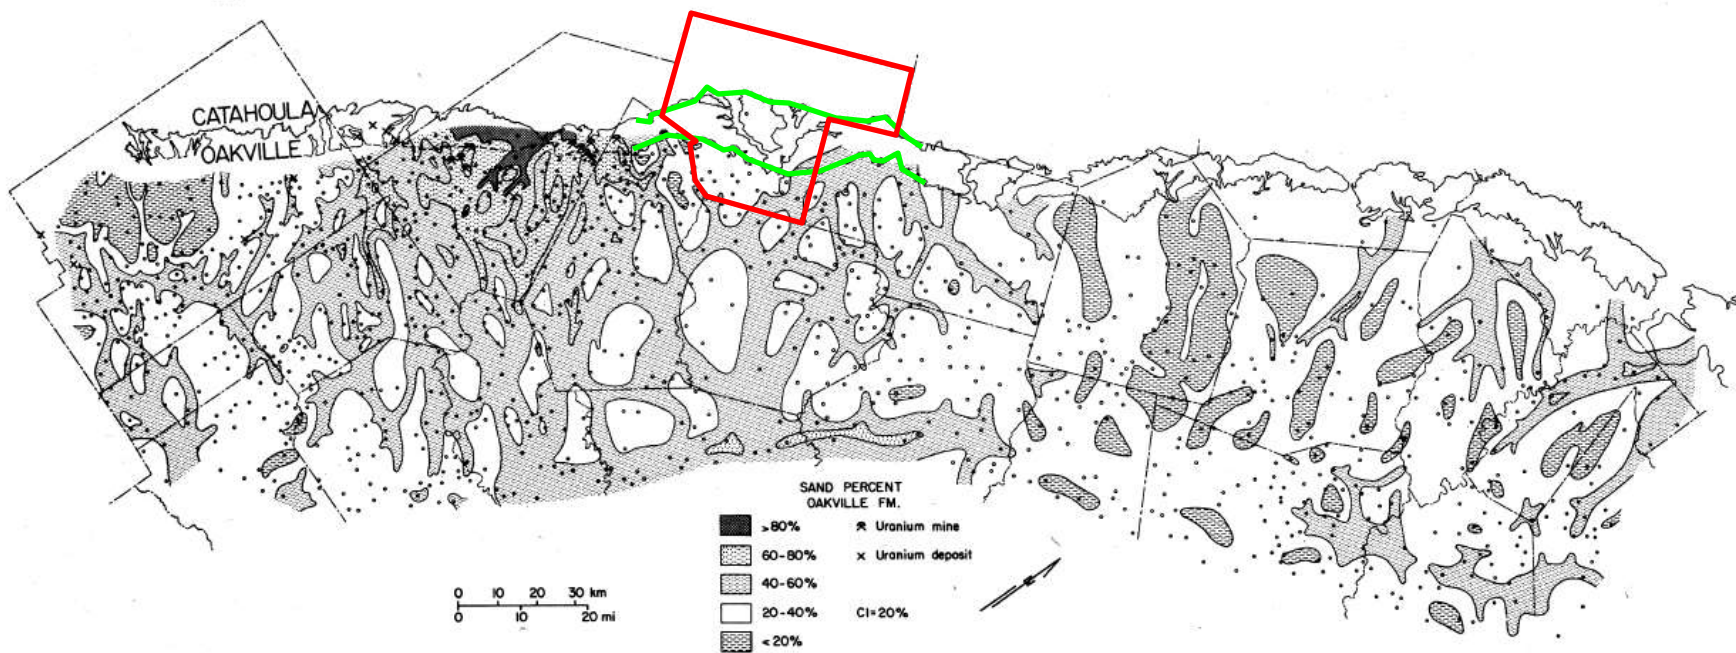 CATAHOULA
OAKVILLE
SAND PERCENT
OAKVILLE FM.
>80%
Uranium mine
60-80%
x Uranium deposit
40-60%
20-40% CI=20%
<20%
0 10 20 30 km
0 10 20 mi
N